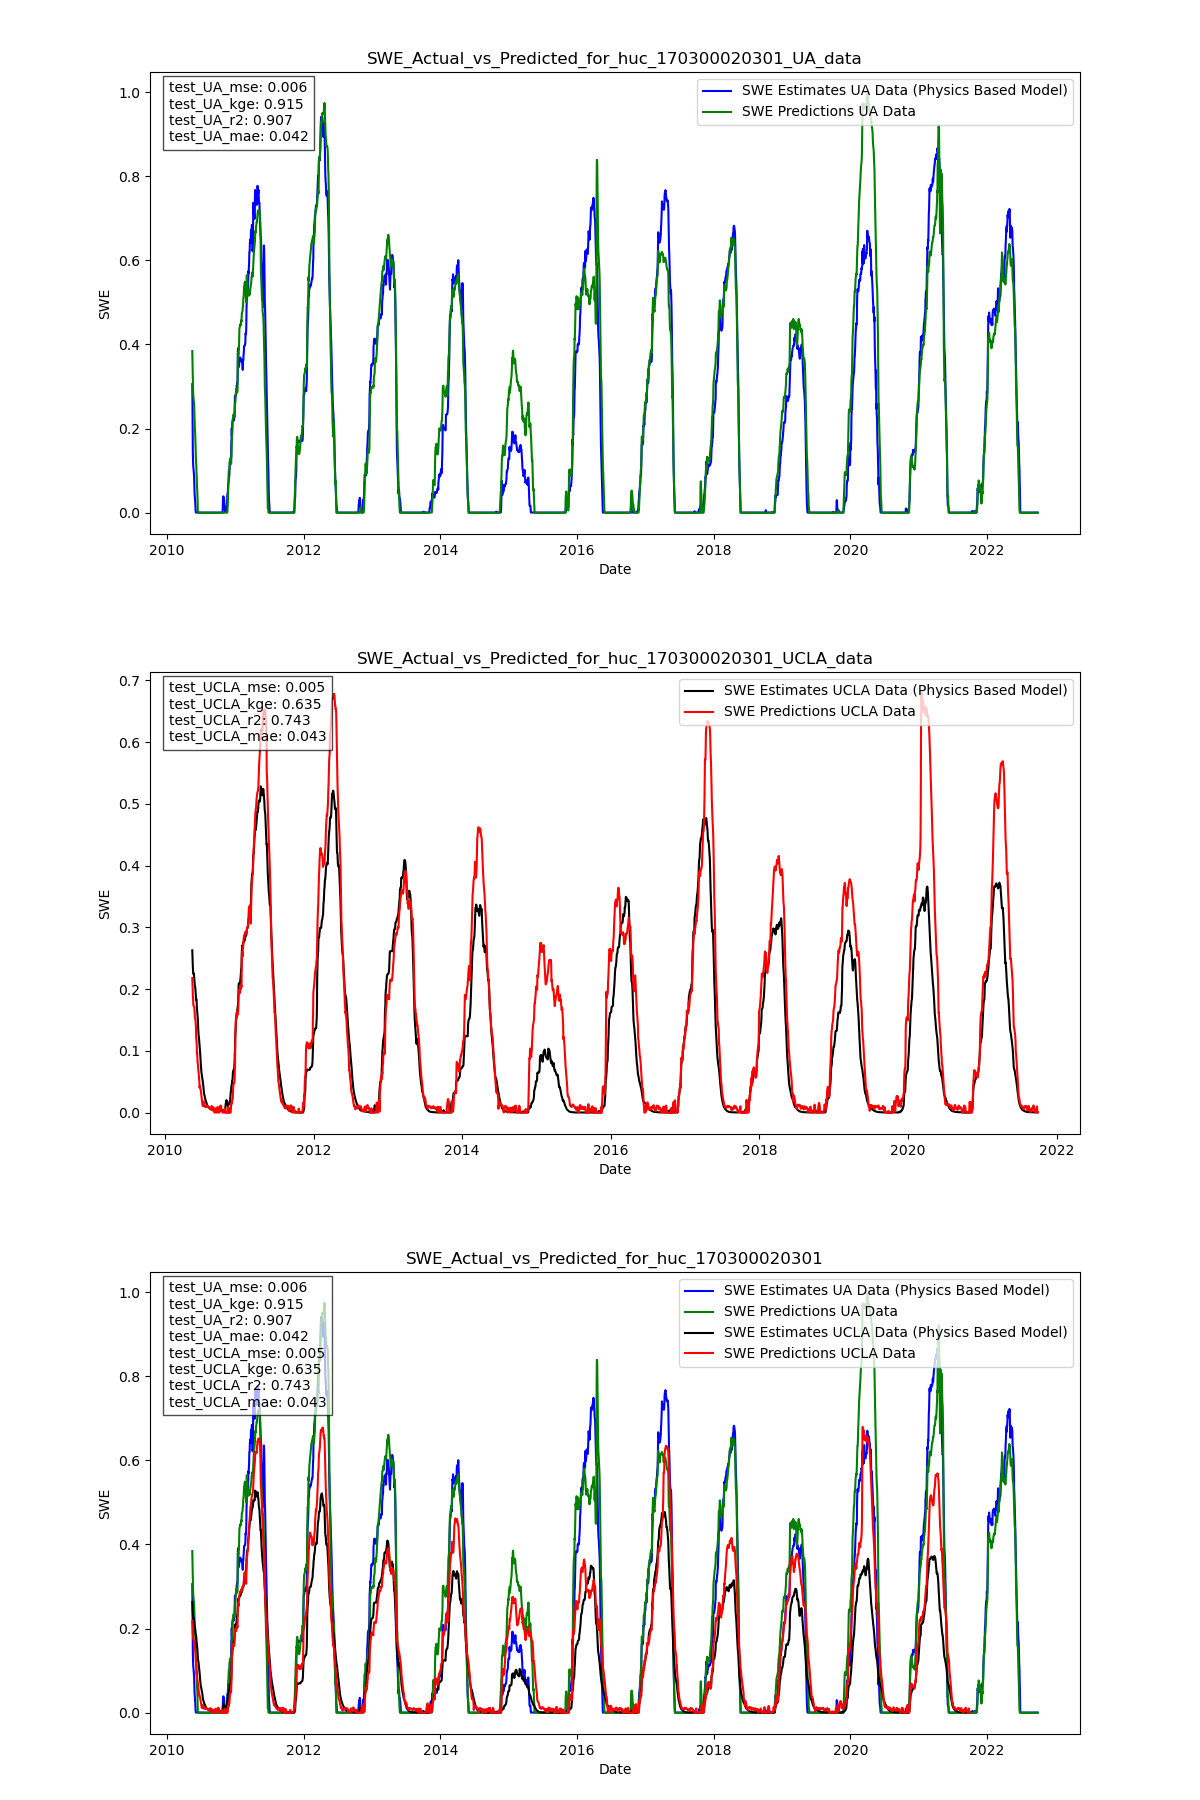 SWE_Actual_vs_Predicted_for_huc_170300020301_UA_data
test_UA_mse: 0.006
test_UA_kge: 0.915
test_UA_r2: 0.907
test_UA_mae: 0.042
SWE Estimates UA Data (Physics Based Model)
SWE Predictions UA Data
1.0
0.8
0.6
0.4
0.2
0.0
SWE
2010 2012 2014 2016 2018 2020 2022
Date
SWE_Actual_vs_Predicted_for_huc_170300020301_UCLA_data
test_UCLA_mse: 0.005
test_UCLA_kge: 0.635
test_UCLA_r2: 0.743
test_UCLA_mae: 0.043
SWE Estimates UCLA Data (Physics Based Model)
SWE Predictions UCLA Data
0.7
0.6
0.5
0.4
0.3
0.2
0.1
0.0
SWE
2010 2012 2014 2016 2018 2020 2022
Date
SWE_Actual_vs_Predicted_for_huc_170300020301
test_UA_mse: 0.006
test_UA_kge: 0.915
test_UA_r2: 0.907
test_UA_mae: 0.042
test_UCLA_mse: 0.005
test_UCLA_kge: 0.635
test_UCLA_r2: 0.743
test_UCLA_mae: 0.043
SWE Estimates UA Data (Physics Based Model)
SWE Predictions UA Data
SWE Estimates UCLA Data (Physics Based Model)
SWE Predictions UCLA Data
1.0
0.8
0.6
0.4
0.2
0.0
SWE
2010 2012 2014 2016 2018 2020 2022
Date